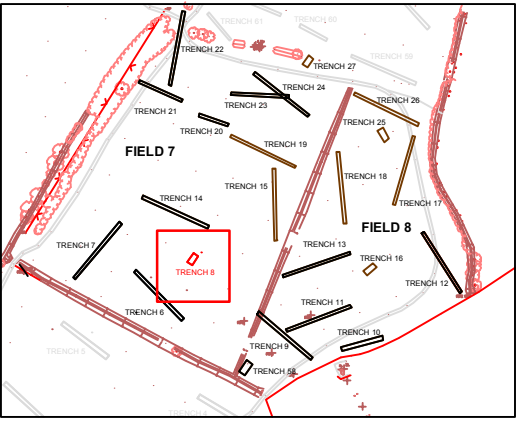 TRENCH 61
TRENCH 60
TRENCH 22
TRENCH 59
TRENCH 27
TRENCH 24
TRENCH 23
TRENCH 26
TRENCH 21
TRENCH 20
TRENCH 25
FIELD 7
TRENCH 19
TRENCH 15
TRENCH 18
TRENCH 14
TRENCH 17
FIELD 8
TRENCH 7
TRENCH 13
TRENCH 16
TRENCH 8
TRENCH 12
TRENCH 6
TRENCH 11
TRENCH 10
TRENCH 9
TRENCH 5
TRENCH 58
TRENCH 4